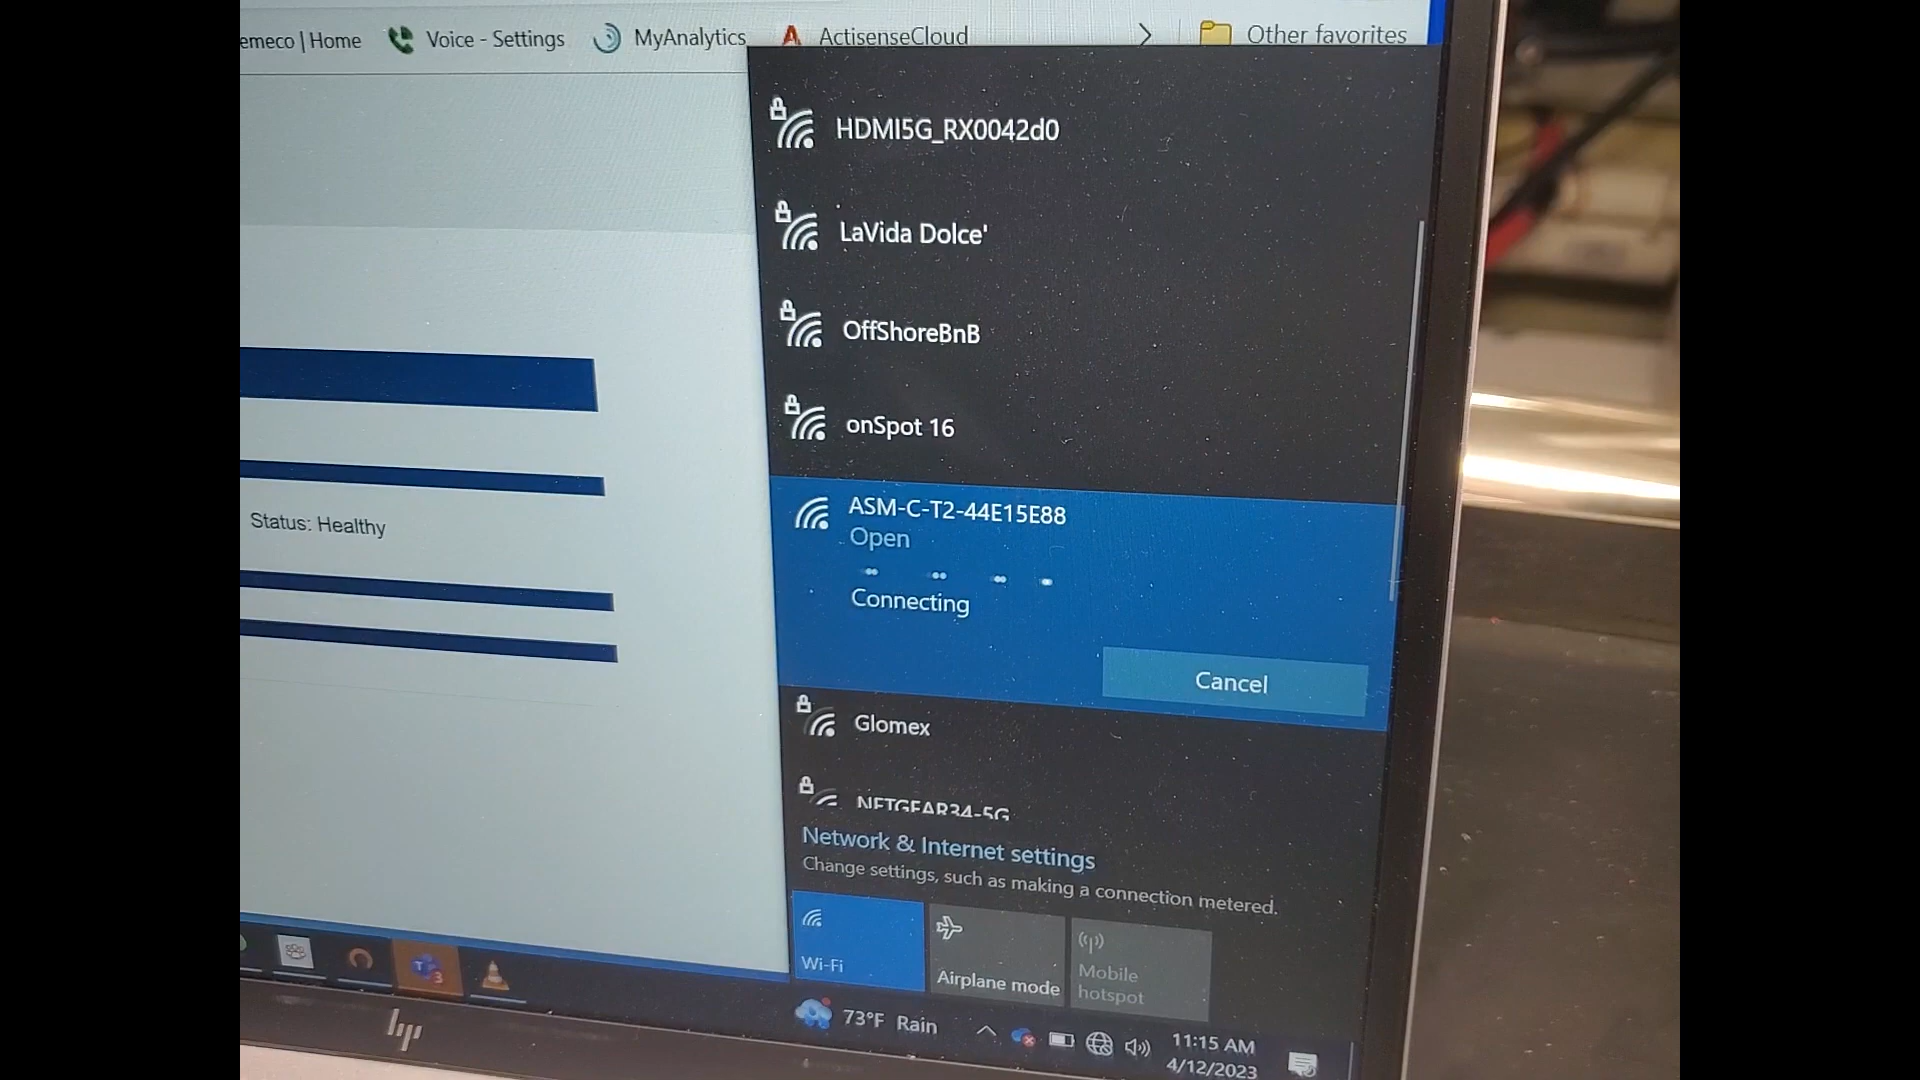 emeco | Home Voice - Settings MyAnalytics ActisenseCloud Other favorites
HDMI5G_RX0042d0
LaVida Dolce'
OffShoreBnB
onSpot 16
ASM-C-T2-44E15E88
Open
Connecting
Cancel
Status: Healthy
Glomex
NETGEAR34-5G
Network & Internet settings
Change settings, such as making a connection metered.
Wi-Fi
Airplane mode
Mobile
hotspot
73°F Rain
11:15 AM
4/12/2023
hp